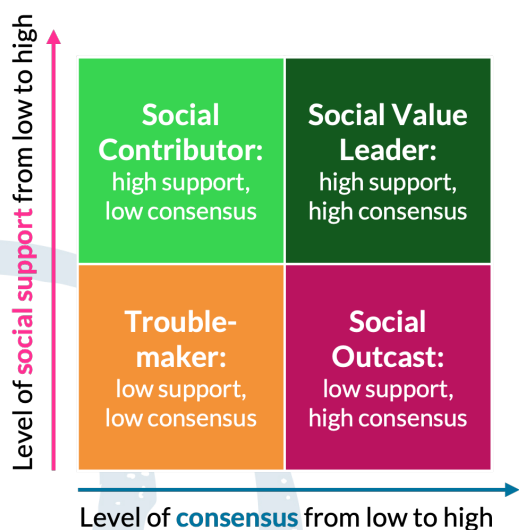 Level of social support from low to high
Social
Contributor:
high support,
low consensus
Social Value
Leader:
high support,
high consensus
Trouble-
maker:
low support,
low consensus
Social
Outcast:
low support,
high consensus
Level of consensus from low to high